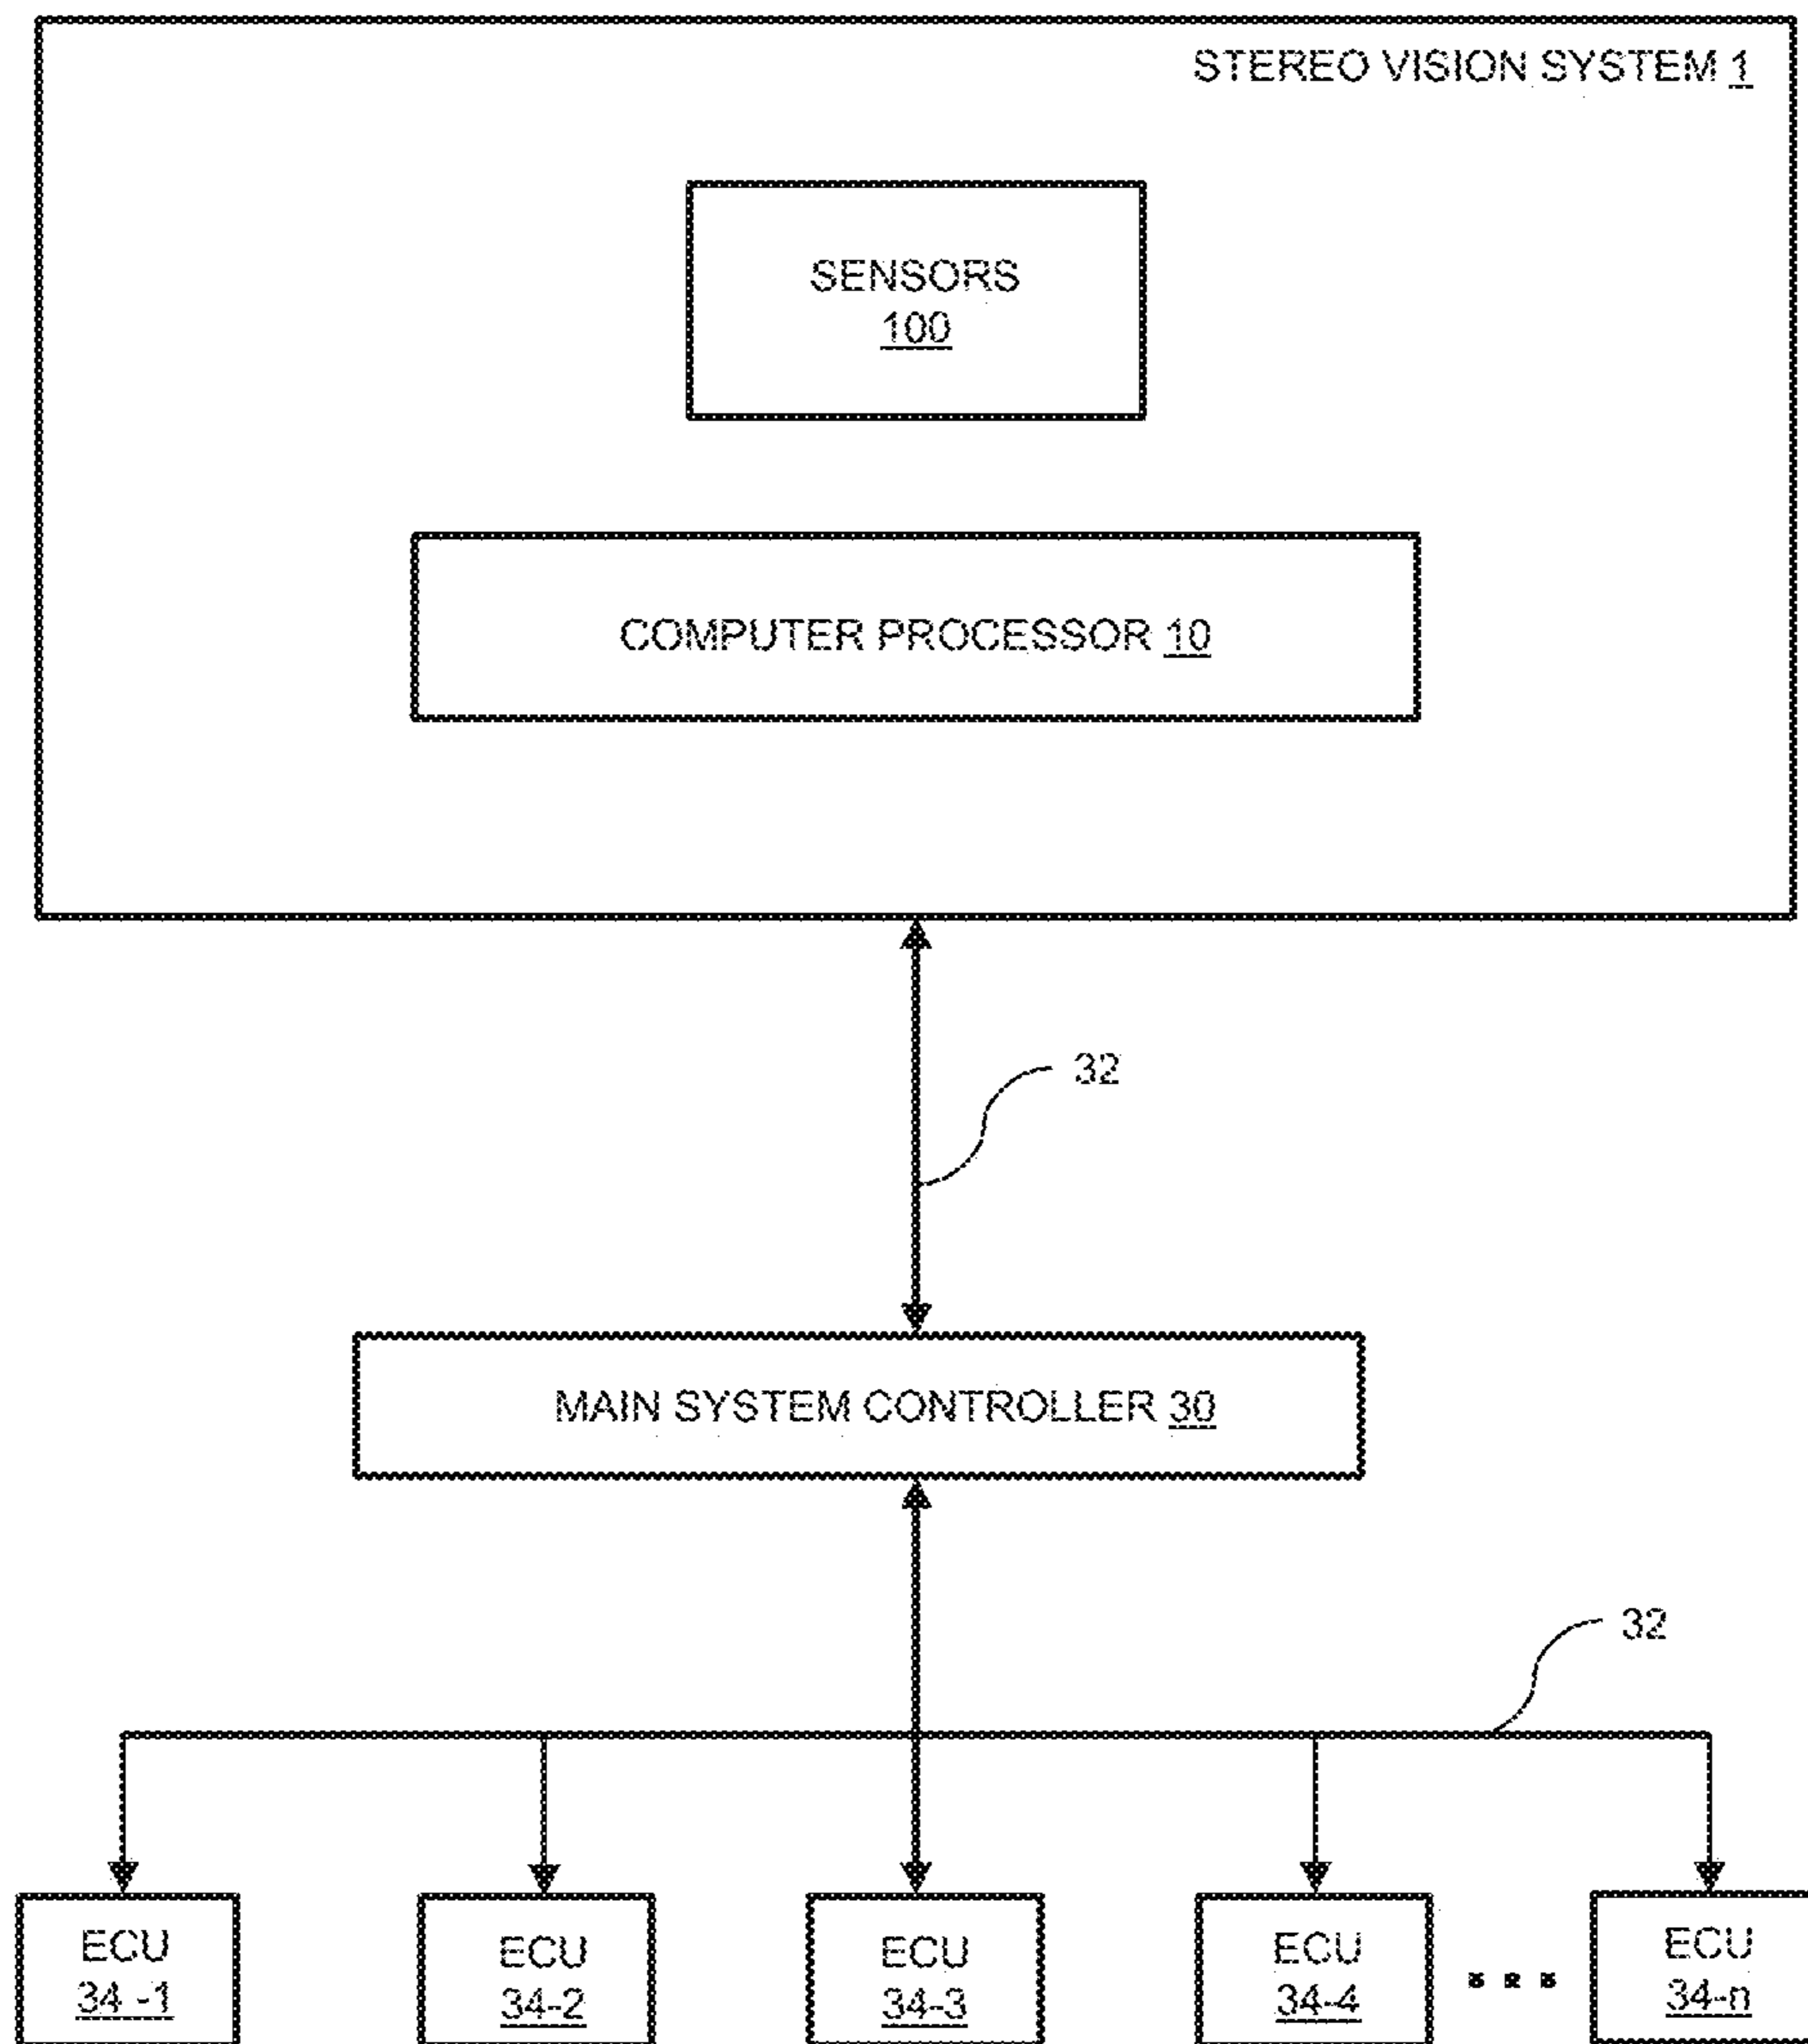 STEREO VISION SYSTEM 1
SENSORS
100
COMPUTER PROCESSOR 10
32
MAIN SYSTEM CONTROLLER 30
32
ECU
34-1
ECU
34-2
ECU
34-3
ECU
34-4
ECU
34-n